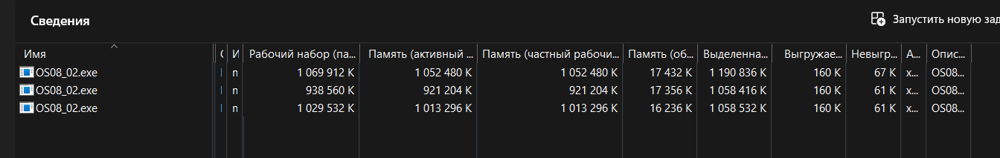 Сведения
Запустить новую зад
Имя С И Рабочий набор (па... Память (активный ... Память (частный рабочи... Память (об... Выделенна... Выгружае... Невыгр... А... Опис...
OS08_02.exe п 1 069 912 К 1 052 480 К 1 052 480 К 17 432 К 1 190 836 К 160 К 67 К x... OS08...
OS08_02.exe п 938 560 К 921 204 К 921 204 К 17 356 К 1 058 416 К 160 К 61 К x... OS08...
OS08_02.exe п 1 029 532 К 1 013 296 К 1 013 296 К 16 236 К 1 058 532 К 160 К 61 К x... OS08...